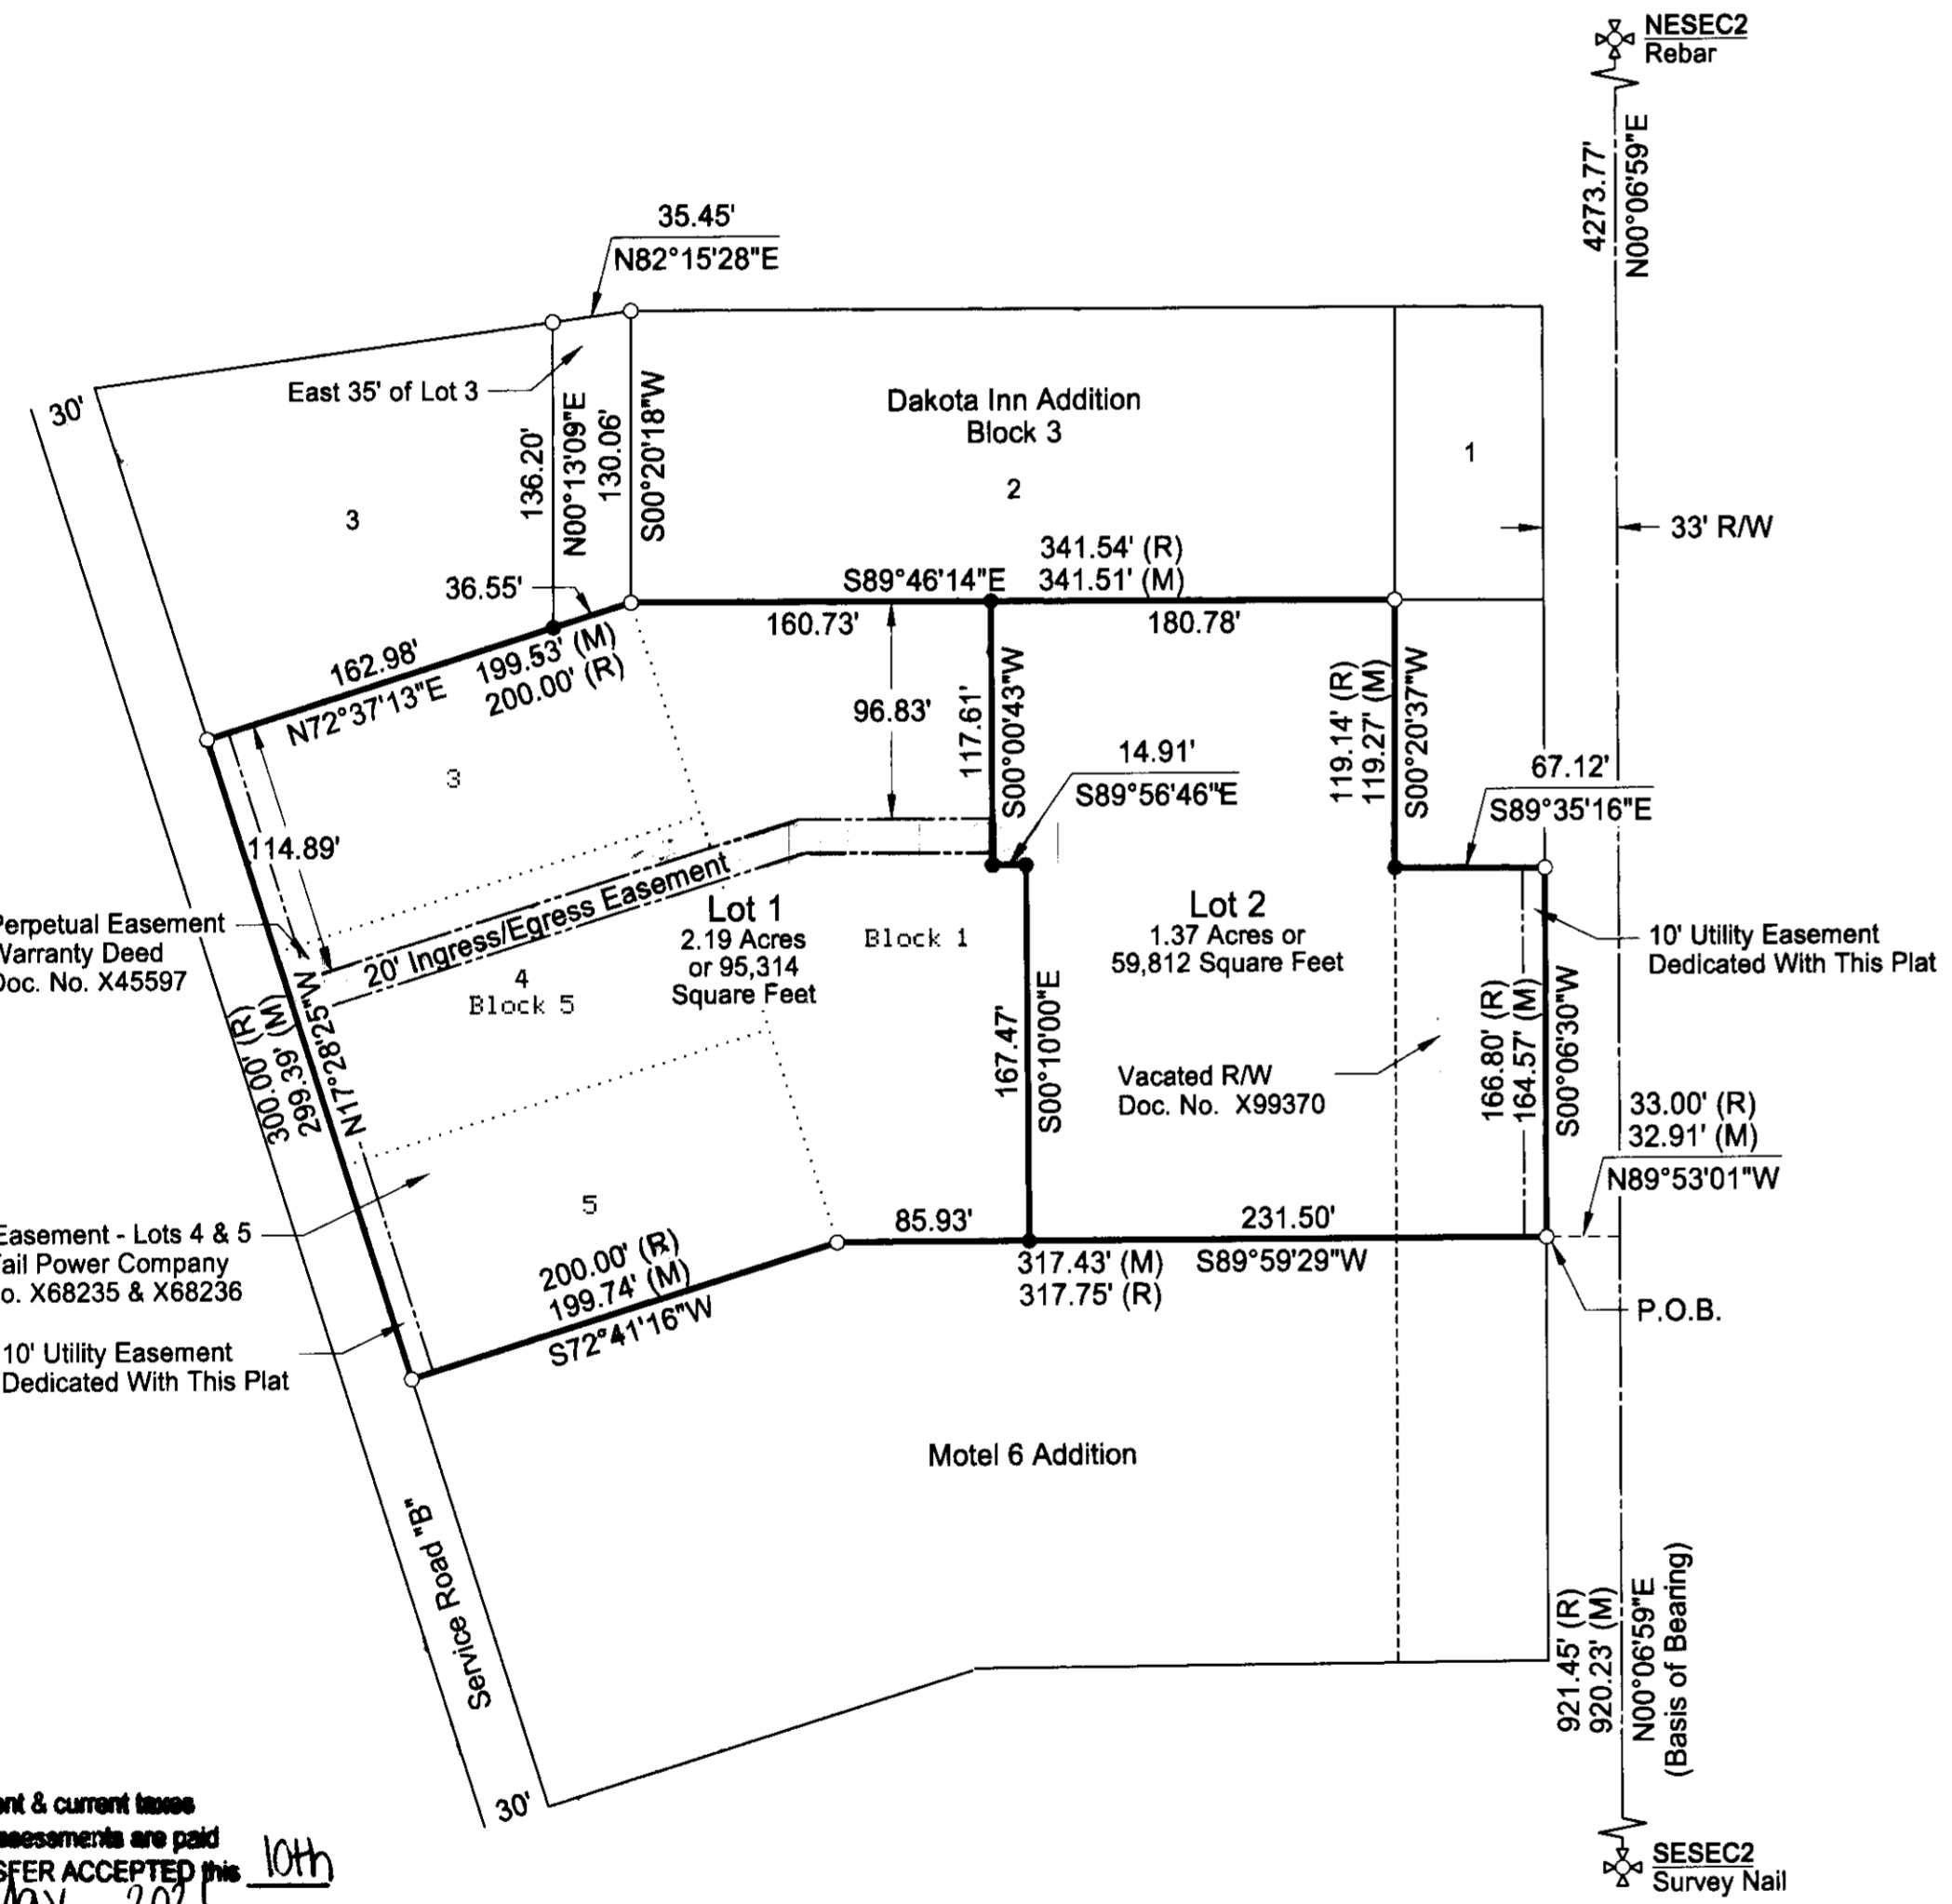 NESEC2
Rebar
4273.77'
N00°06'59"E
35.45'
N82°15'28"E
30'
East 35' of Lot 3
136.20'
N00°13'09"E
130.06'
S00°20'18"W
Dakota Inn Addition
Block 3
2
1
3
33' R/W
341.54' (R)
S89°46'14"E
341.51' (M)
36.55'
160.73'
180.78'
162.98'
199.53' (M)
N72°37'13"E
200.00' (R)
96.83'
117.61'
S00°00'43"W
119.14' (R)
119.27' (M)
S00°20'37"W
14.91'
S89°56'46"E
67.12'
S89°35'16"E
3
114.89'
Perpetual Easement
Warranty Deed
Doc. No. X45597
20' Ingress/Egress Easement
Lot 1
2.19 Acres
or 95,314
Square Feet
Block 1
Lot 2
1.37 Acres or
59,812 Square Feet
10' Utility Easement
Dedicated With This Plat
4
Block 5
300.00' (R)
299.39' (M)
N17°28'25"W
167.47'
S00°10'00"E
166.80' (R)
164.57' (M)
S00°06'30"W
Vacated R/W
Doc. No. X99370
33.00' (R)
32.91' (M)
N89°53'01"W
Easement - Lots 4 & 5
Tail Power Company
o. X68235 & X68236
5
85.93'
231.50'
200.00' (R)
199.74' (M)
S72°41'16"W
317.43' (M)
S89°59'29"W
317.75' (R)
P.O.B.
10' Utility Easement
Dedicated With This Plat
Motel 6 Addition
Service Road "B"
921.45' (R)
920.23' (M)
N00°06'59"E
(Basis of Bearing)
30'
nt & current taxes
ssessments are paid
SFER ACCEPTED this 10th
SESEC2
Survey Nail